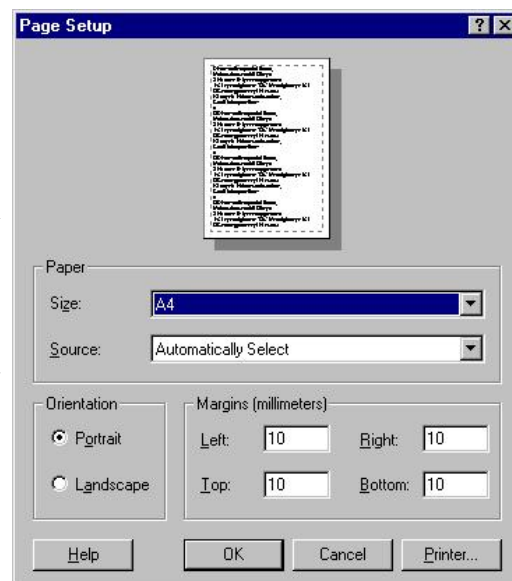 Page Setup
Paper
Size: A4
Source: Automatically Select
Orientation
Portrait
Landscape
Margins (millimeters)
Left: 10 Right: 10
Top: 10 Bottom: 10
Help OK Cancel Printer...